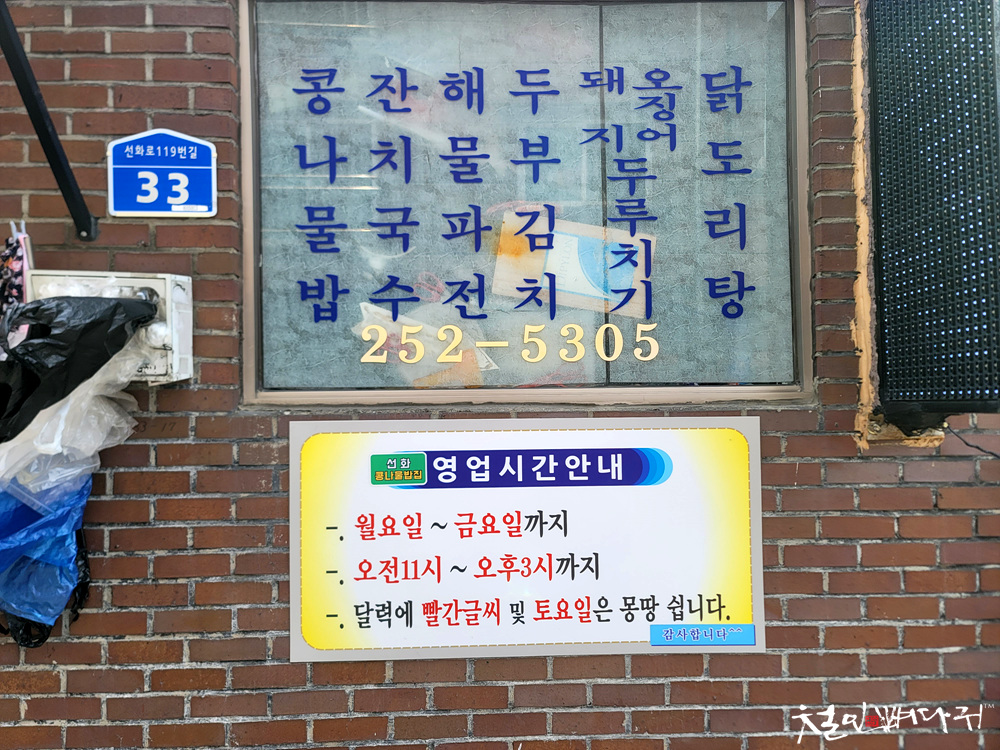 선화로119번길
33
콩나물밥
잔치국수
해물파전
두부김치
돼지
오징어
두루치기
닭도리탕
252-5305
선화
콩나물밥집
영업시간안내
-. 월요일 ~ 금요일까지
-. 오전11시 ~ 오후3시까지
-. 달력에 빨간글씨 및 토요일은 몽땅 쉽니다.
감사합니다^^